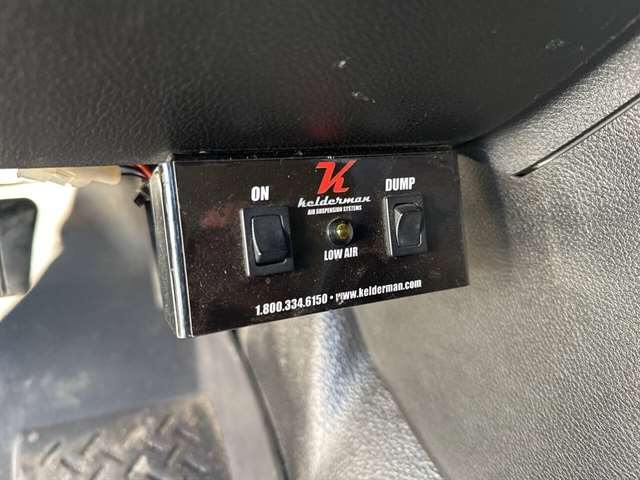 ON
K
kelderman
AIR SUSPENSION SYSTEMS
DUMP
LOW AIR
1.800.334.6150 • www.kelderman.com